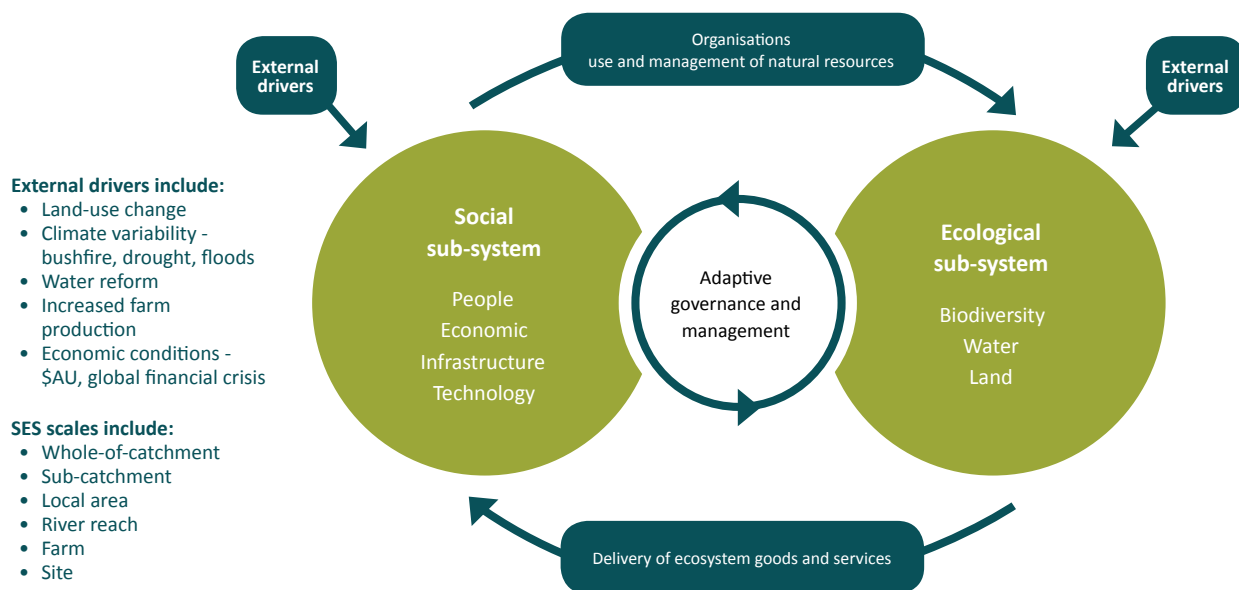 Organisations
use and management of natural resources
External
drivers
External
drivers
External drivers include:
• Land-use change
• Climate variability -
bushfire, drought, floods
• Water reform
• Increased farm
production
• Economic conditions -
$AU, global financial crisis
SES scales include:
• Whole-of-catchment
• Sub-catchment
• Local area
• River reach
• Farm
• Site
Social
sub-system
People
Economic
Infrastructure
Technology
Adaptive
governance and
management
Ecological
sub-system
Biodiversity
Water
Land
Delivery of ecosystem goods and services